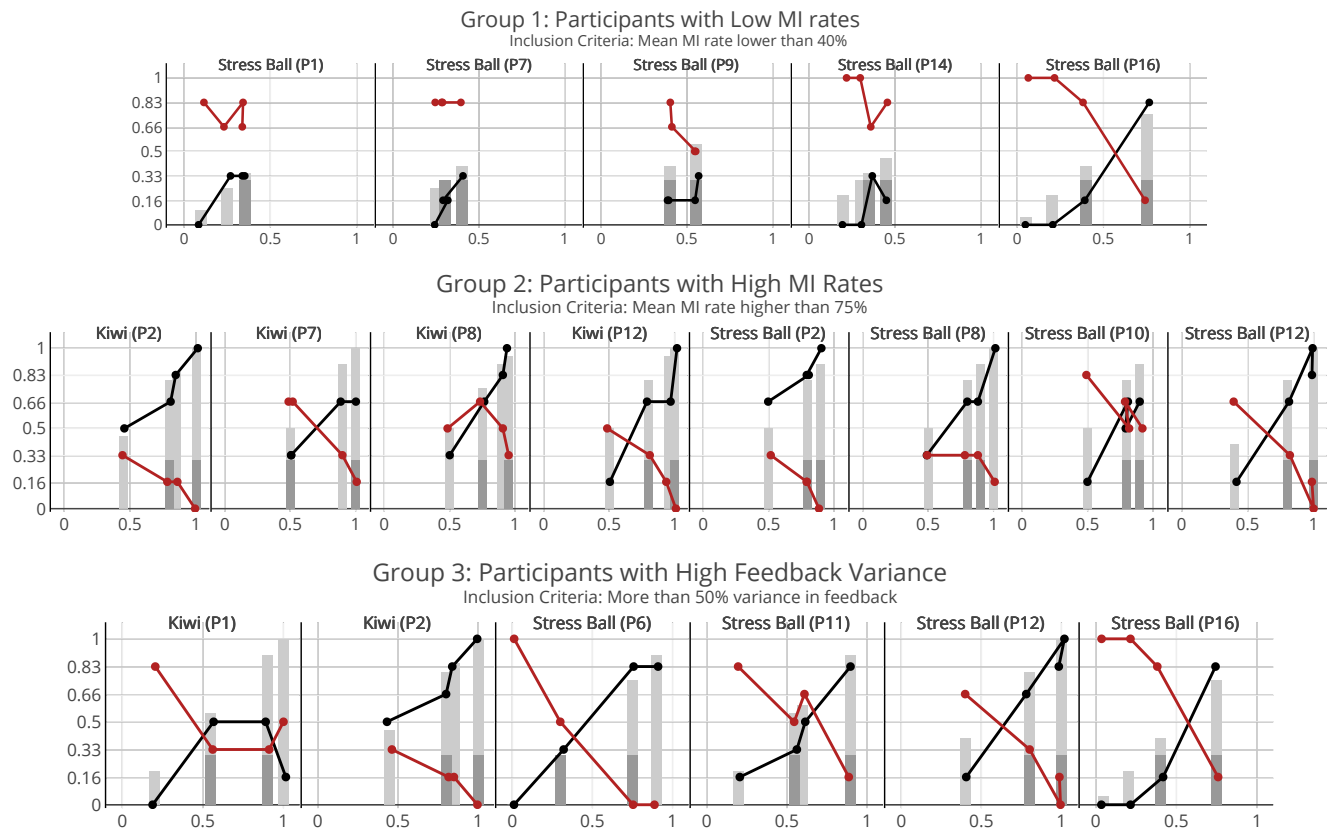 Group 1: Participants with Low MI rates
Inclusion Criteria: Mean MI rate lower than 40%
Stress Ball (P1) Stress Ball (P7) Stress Ball (P9) Stress Ball (P14) Stress Ball (P16)
1
0.83
0.66
0.5
0.33
0.16
0
0 0.5 1 0 0.5 1 0 0.5 1 0 0.5 1 0 0.5 1
Group 2: Participants with High MI Rates
Inclusion Criteria: Mean MI rate higher than 75%
Kiwi (P2) Kiwi (P7) Kiwi (P8) Kiwi (P12) Stress Ball (P2) Stress Ball (P8) Stress Ball (P10) Stress Ball (P12)
1
0.83
0.66
0.5
0.33
0.16
0
0 0.5 1 0 0.5 1 0 0.5 1 0 0.5 1 0 0.5 1 0 0.5 1 0 0.5 1 0 0.5 1
Group 3: Participants with High Feedback Variance
Inclusion Criteria: More than 50% variance in feedback
Kiwi (P1) Kiwi (P2) Stress Ball (P6) Stress Ball (P11) Stress Ball (P12) Stress Ball (P16)
1
0.83
0.66
0.5
0.33
0.16
0
0 0.5 1 0 0.5 1 0 0.5 1 0 0.5 1 0 0.5 1 0 0.5 1